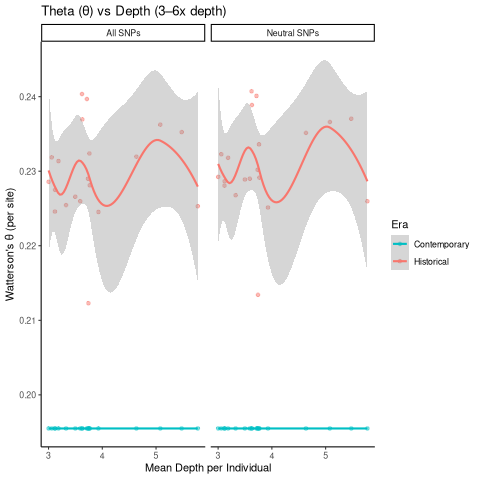 Theta (θ) vs Depth (3–6x depth)
All SNPs
Neutral SNPs
Watterson's θ (per site)
0.24
0.23
0.22
0.21
0.20
3 4 5
3 4 5
Mean Depth per Individual
Era
Contemporary
Historical